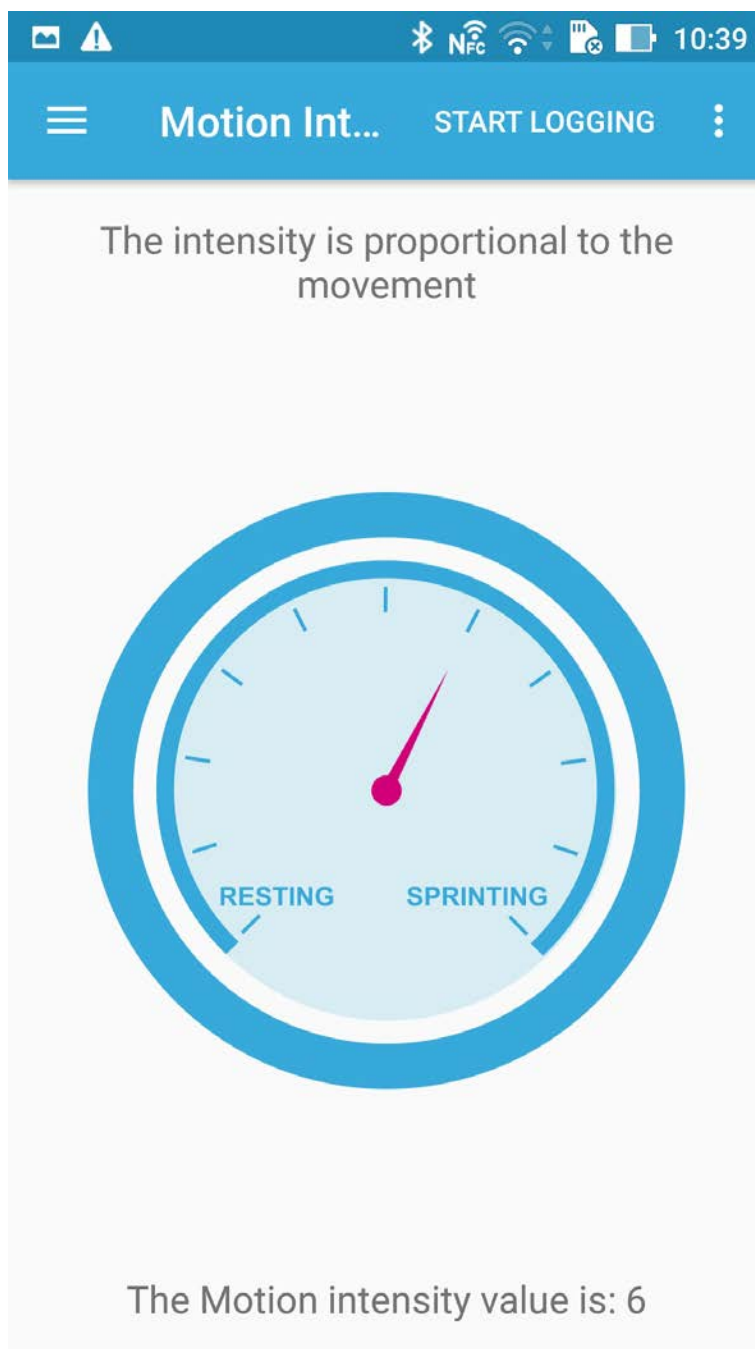 NFC 10:39
Motion Int... START LOGGING
The intensity is proportional to the
movement
RESTING SPRINTING
The Motion intensity value is: 6